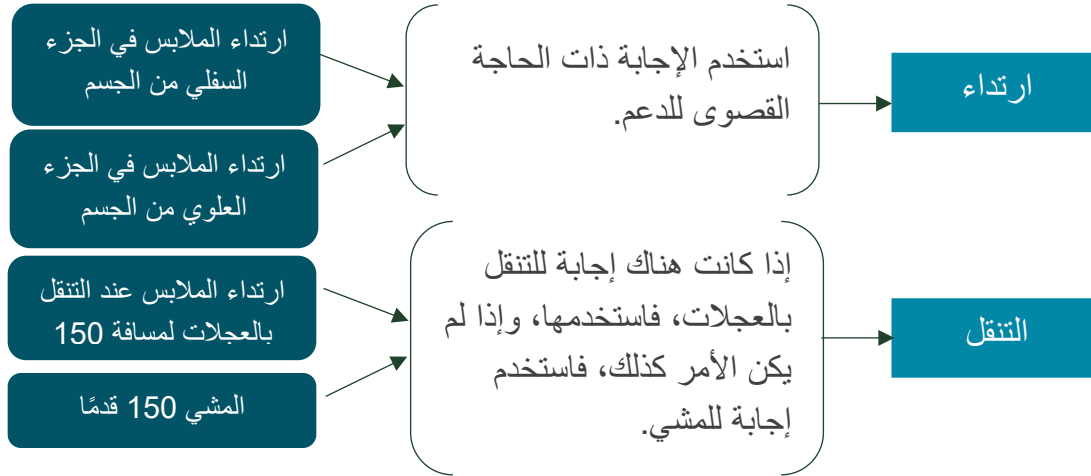 ارتداء الملابس في الجزء
السفلي من الجسم
ارتداء الملابس في الجزء
العلوي من الجسم
استخدم الإجابة ذات الحاجة
القصوى للدعم.
ارتداء
ارتداء الملابس عند التنقل
بالعجلات لمسافة 150
المشي 150 قدمًا
إذا كانت هناك إجابة للتنقل
بالعجلات، فاستخدمها، وإذا لم
يكن الأمر كذلك، فاستخدم
إجابة للمشي.
التنقل